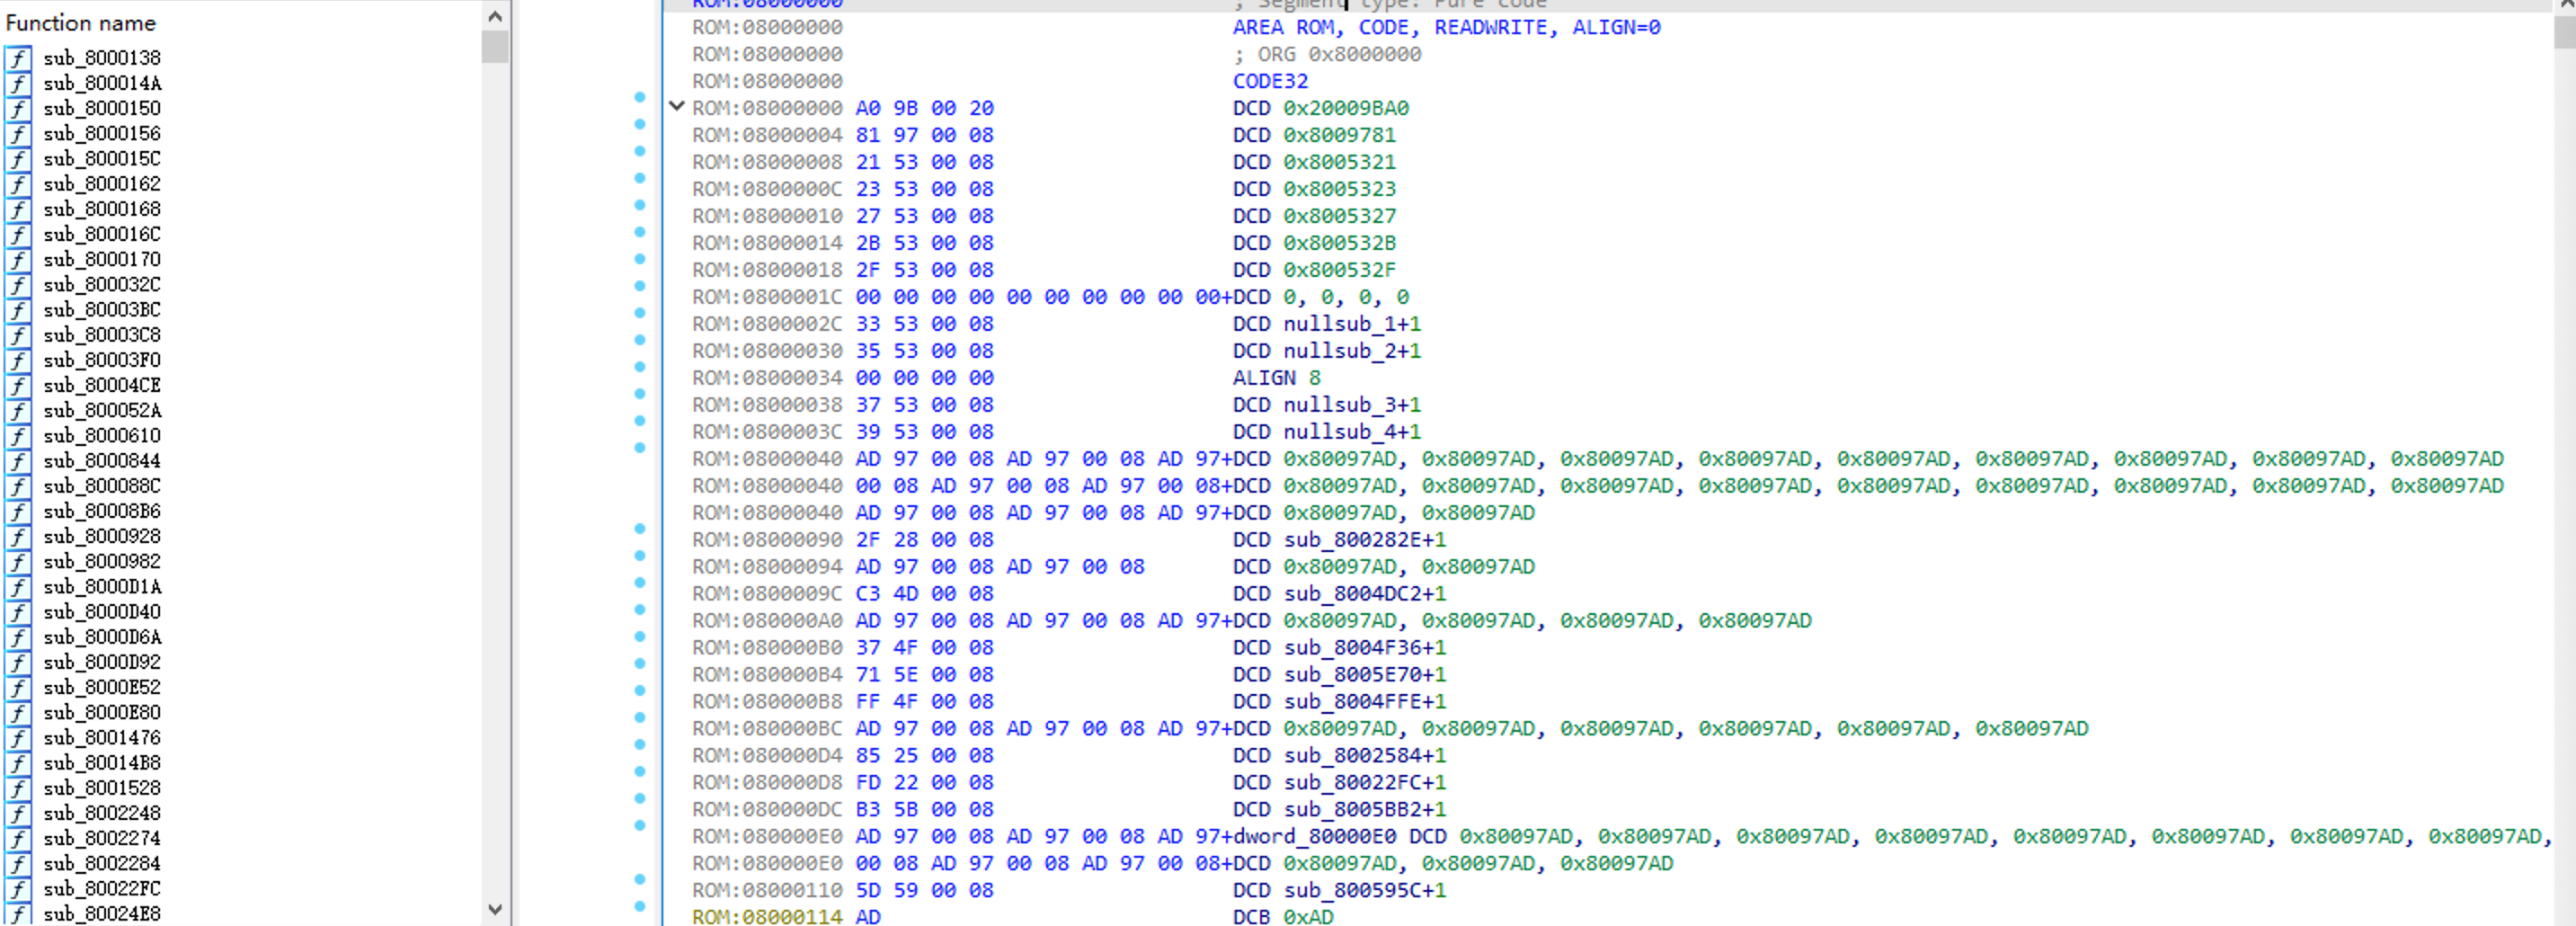 Function name
sub_8000138
sub_800014A
sub_8000150
sub_8000156
sub_800015C
sub_8000162
sub_8000168
sub_800016C
sub_8000170
sub_800032C
sub_80003BC
sub_80003C8
sub_80003F0
sub_80004CE
sub_800052A
sub_8000610
sub_8000844
sub_800088C
sub_80008B6
sub_8000928
sub_8000982
sub_8000D1A
sub_8000D40
sub_8000D6A
sub_8000D92
sub_8000E52
sub_8000E80
sub_8001476
sub_80014B8
sub_8001528
sub_8002248
sub_8002274
sub_8002284
sub_80022FC
sub_80024E8
ROM:08000000 ; Segment type: Pure code
ROM:08000000 AREA ROM, CODE, READWRITE, ALIGN=0
ROM:08000000 ; ORG 0x8000000
ROM:08000000 CODE32
ROM:08000000 A0 9B 00 20 DCD 0x20009BA0
ROM:08000004 81 97 00 08 DCD 0x8009781
ROM:08000008 21 53 00 08 DCD 0x8005321
ROM:0800000C 23 53 00 08 DCD 0x8005323
ROM:08000010 27 53 00 08 DCD 0x8005327
ROM:08000014 2B 53 00 08 DCD 0x800532B
ROM:08000018 2F 53 00 08 DCD 0x800532F
ROM:0800001C 00 00 00 00 00 00 00 00 00 00+DCD 0, 0, 0, 0
ROM:0800002C 33 53 00 08 DCD nullsub_1+1
ROM:08000030 35 53 00 08 DCD nullsub_2+1
ROM:08000034 00 00 00 00 ALIGN 8
ROM:08000038 37 53 00 08 DCD nullsub_3+1
ROM:0800003C 39 53 00 08 DCD nullsub_4+1
ROM:08000040 AD 97 00 08 AD 97 00 08 AD 97+DCD 0x80097AD, 0x80097AD, 0x80097AD, 0x80097AD, 0x80097AD, 0x80097AD, 0x80097AD, 0x80097AD, 0x80097AD
ROM:08000040 00 08 AD 97 00 08 AD 97 00 08+DCD 0x80097AD, 0x80097AD, 0x80097AD, 0x80097AD, 0x80097AD, 0x80097AD, 0x80097AD, 0x80097AD, 0x80097AD
ROM:08000040 AD 97 00 08 AD 97 00 08 AD 97+DCD 0x80097AD, 0x80097AD
ROM:08000090 2F 28 00 08 DCD sub_800282E+1
ROM:08000094 AD 97 00 08 AD 97 00 08 DCD 0x80097AD, 0x80097AD
ROM:0800009C C3 4D 00 08 DCD sub_8004DC2+1
ROM:080000A0 AD 97 00 08 AD 97 00 08 AD 97+DCD 0x80097AD, 0x80097AD, 0x80097AD, 0x80097AD
ROM:080000B0 37 4F 00 08 DCD sub_8004F36+1
ROM:080000B4 71 5E 00 08 DCD sub_8005E70+1
ROM:080000B8 FF 4F 00 08 DCD sub_8004FFE+1
ROM:080000BC AD 97 00 08 AD 97 00 08 AD 97+DCD 0x80097AD, 0x80097AD, 0x80097AD, 0x80097AD, 0x80097AD, 0x80097AD
ROM:080000D4 85 25 00 08 DCD sub_8002584+1
ROM:080000D8 FD 22 00 08 DCD sub_80022FC+1
ROM:080000DC B3 5B 00 08 DCD sub_8005BB2+1
ROM:080000E0 AD 97 00 08 AD 97 00 08 AD 97+dword_80000E0 DCD 0x80097AD, 0x80097AD, 0x80097AD, 0x80097AD, 0x80097AD, 0x80097AD, 0x80097AD, 0x80097AD,
ROM:080000E0 00 08 AD 97 00 08 AD 97 00 08+DCD 0x80097AD, 0x80097AD, 0x80097AD
ROM:08000110 5D 59 00 08 DCD sub_800595C+1
ROM:08000114 AD DCB 0xAD